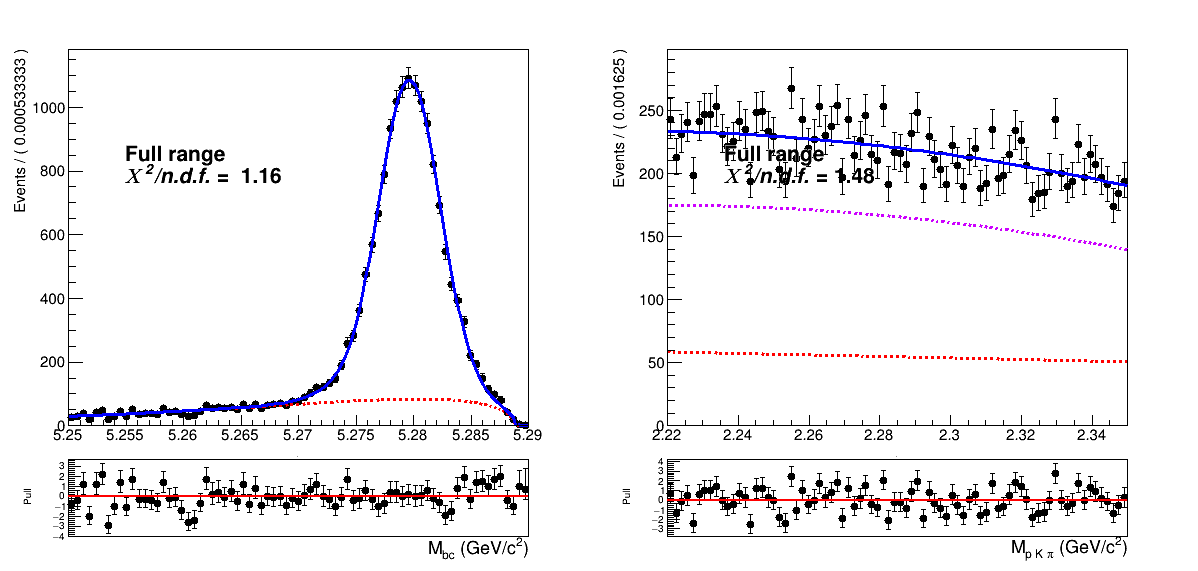 Events / ( 0.000533333 )
1000
800
600
400
200
0
Full range
χ²/n.d.f. = 1.16
5.25 5.255 5.26 5.265 5.27 5.275 5.28 5.285 5.29
Pull
3
2
1
0
−1
−2
−3
−4
M_bc (GeV/c²)
Events / ( 0.001625 )
250
200
150
100
50
0
Full range
χ²/n.d.f. = 1.48
2.22 2.24 2.26 2.28 2.3 2.32 2.34
Pull
4
3
2
1
0
−1
−2
−3
M_p K π (GeV/c²)